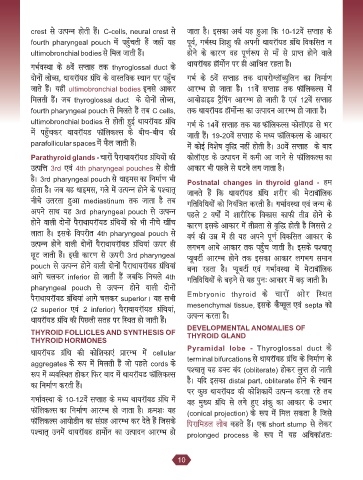 crest से उत्पन्न होती हैं। C-cells, neural crest से
fourth pharyngeal pouch में पहुँचती हैं जहाँ वह
ultimobronchial bodies से मिल जाती हैं।
गर्भावस्था के 8वें सप्ताह तक thyroglossal duct के
दोनों लोब्स, थायरॉयड ग्रंथि के वास्तविक स्थान पर पहुँच
जाते हैं। यहीं ultimobronchial bodies इनसे आकर
मिलती हैं। जब thyroglossal duct के दोनों लोब्स,
fourth pharyngeal pouch से मिलते हैं तब C cells,
ultimobronchial bodies से होती हुई थायरॉयड ग्रंथि
में पहुँचकर थायरॉयड फॉलिकल्स के बीच-बीच की
parafollicular spaces में फैल जाती हैं।
Parathyroid glands - चारों पैराथायरॉइड ग्रंथियों की
उत्पत्ति 3rd एवं 4th pharyngeal pouches से होती
है। 3rd pharyngeal pouch से थाइमस का निर्माण भी
होता है। जब यह थाइमस, गले में उत्पन्न होने के पश्चात्
नीचे उतरता हुआ mediastinum तक जाता है तब
अपने साथ यह 3rd pharyngeal pouch से उत्पन्न
होने वाली दोनों पैराथायरॉयड ग्रंथियों को भी नीचे खींच
लाता है। इसके विपरीत 4th pharyngeal pouch से
उत्पन्न होने वाली दोनों पैराथायरॉयड ग्रंथियां ऊपर ही
छूट जाती हैं। इसी कारण से ऊपरी 3rd pharyngeal
pouch से उत्पन्न होने वाली दोनों पैराथायरॉयड ग्रंथियां
आगे चलकर inferior हो जाती हैं जबकि निचले 4th
pharyngeal pouch से उत्पन्न होने वाली दोनों
पैराथायरॉयड ग्रंथियां आगे चलकर superior। यह सभी
(2 superior एवं 2 inferior) पैराथायरॉयड ग्रंथियां,
थायरॉयड ग्रंथि की पिछली सतह पर स्थित हो जाती हैं।
THYROID FOLLICLES AND SYNTHESIS OF
THYROID HORMONES
थायरॉयड ग्रंथि की कोशिकाएं प्रारम्भ में cellular
aggregates के रूप में मिलती हैं जो पहले cords के
रूप में व्यवस्थित होकर फिर बाद में थायरॉयड फॉलिकल्स
का निर्माण करती हैं।
गर्भावस्था के 10-12वें सप्ताह के मध्य थायरॉयड ग्रंथि में
फॉलिकल्स का निर्माण आरम्भ हो जाता है। क्रमशः यह
फॉलिकल्स आयोडीन का संग्रह आरम्भ कर देते हैं जिसके
पश्चात् उनमें थायरॉयड हार्मोन का उत्पादन आरम्भ हो
जाता है। इसका अर्थ यह हुआ कि 10-12वें सप्ताह के
पूर्व, गर्भस्थ शिशु की अपनी थायरॉयड ग्रंथि विकसित न
होने के कारण वह पूर्णरूप से माँ से प्राप्त होने वाले
थायरॉयड हॉर्मोन पर ही आश्रित रहता है।
गर्भ के 5वें सप्ताह तक थायरोग्लॉब्युलिन का निर्माण
आरम्भ हो जाता है। 11वें सप्ताह तक फॉलिकल्स में
आयोडाइड ट्रैपिंग आरम्भ हो जाती है एवं 12वें सप्ताह
तक थायरॉयड हॉर्मोन्स का उत्पादन आरम्भ हो जाता है।
गर्भ के 14वें सप्ताह तक यह फॉलिकल्स कोलॉएड से भर
जाती हैं। 19-20वें सप्ताह के मध्य फॉलिकल्स के आकार
में कोई विशेष वृद्धि नहीं होती है। 30वें सप्ताह के बाद
कोलॉएड के उत्पादन में कमी आ जाने से फॉलिकल्स का
आकार भी पहले से घटने लग जाता है।
Postnatal changes in thyroid gland - हम
जानते हैं कि थायरॉयड ग्रंथि शरीर की मेटाबॉलिक
गतिविधियों को नियंत्रित करती है। गर्भावस्था एवं जन्म के
पहले 2 वर्षों में शारीरिक विकास काफी तीव्र होने के
कारण इसके आकार में तीव्रता से वृद्धि होती है जिससे 2
वर्ष की उम्र में ही यह अपने पूर्ण विकसित आकार के
लगभग आधे आकार तक पहुँच जाती है। इसके पश्चात्
प्यूबर्टी आरम्भ होने तक इसका आकार लगभग समान
बना रहता है। प्यूबर्टी एवं गर्भावस्था में मेटाबॉलिक
गतिविधियों के बढ़ने से यह पुनः आकार में बढ़ जाती है।
Embryonic thyroid के चारों ओर स्थित
mesenchymal tissue, इसके कैप्सूल एवं septa को
उत्पन्न करता है।
DEVELOPMENTAL ANOMALIES OF
THYROID GLAND
Pyramidal lobe - Thyroglossal duct के
terminal bifurcations से थायरॉयड ग्रंथि के निर्माण के
पश्चात् यह डक्ट बंद (obliterate) होकर लुप्त हो जाती
है। यदि इसका distal part, obliterate होने के स्थान
पर कुछ थायरॉयड की कोशिकायें उत्पन्न करता रहे तब
वह मुख्य ग्रंथि से लगे हुए शंकु का आकार के उभार
(conical projection) के रूप में मिल सकता है जिसे
पिरामिडल लोब कहते हैं। एक short stump से लेकर
prolonged process के रूप में यह अधिकांशतः
10